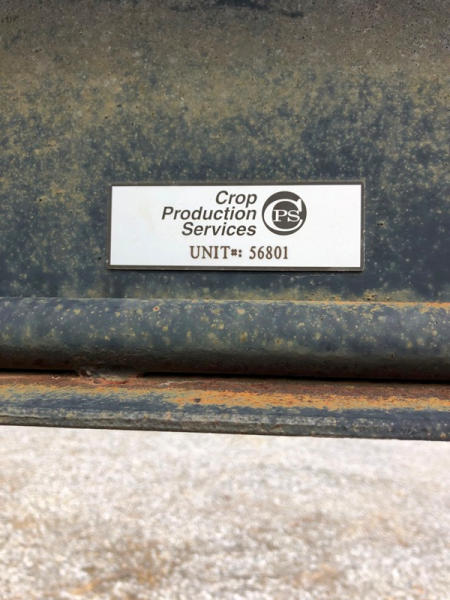 Crop
Production
Services
CPS
UNIT#: 56801